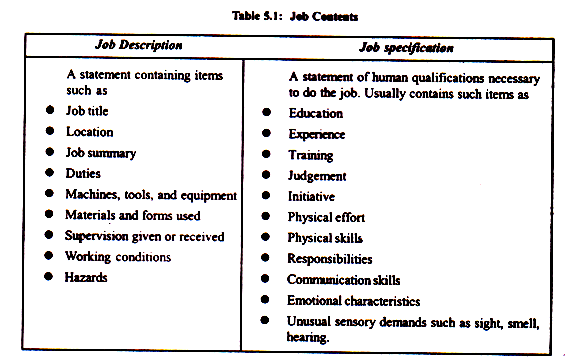 Table 5.1: Job Contents
Job Description
A statement containing items
such as
● Job title
● Location
● Job summary
● Duties
● Machines, tools, and equipment
● Materials and forms used
● Supervision given or received
● Working conditions
● Hazards
Job specification
A statement of human qualifications necessary
to do the job. Usually contains such items as
● Education
● Experience
● Training
● Judgement
● Initiative
● Physical effort
● Physical skills
● Responsibilities
● Communication skills
● Emotional characteristics
● Unusual sensory demands such as sight, smell,
hearing.